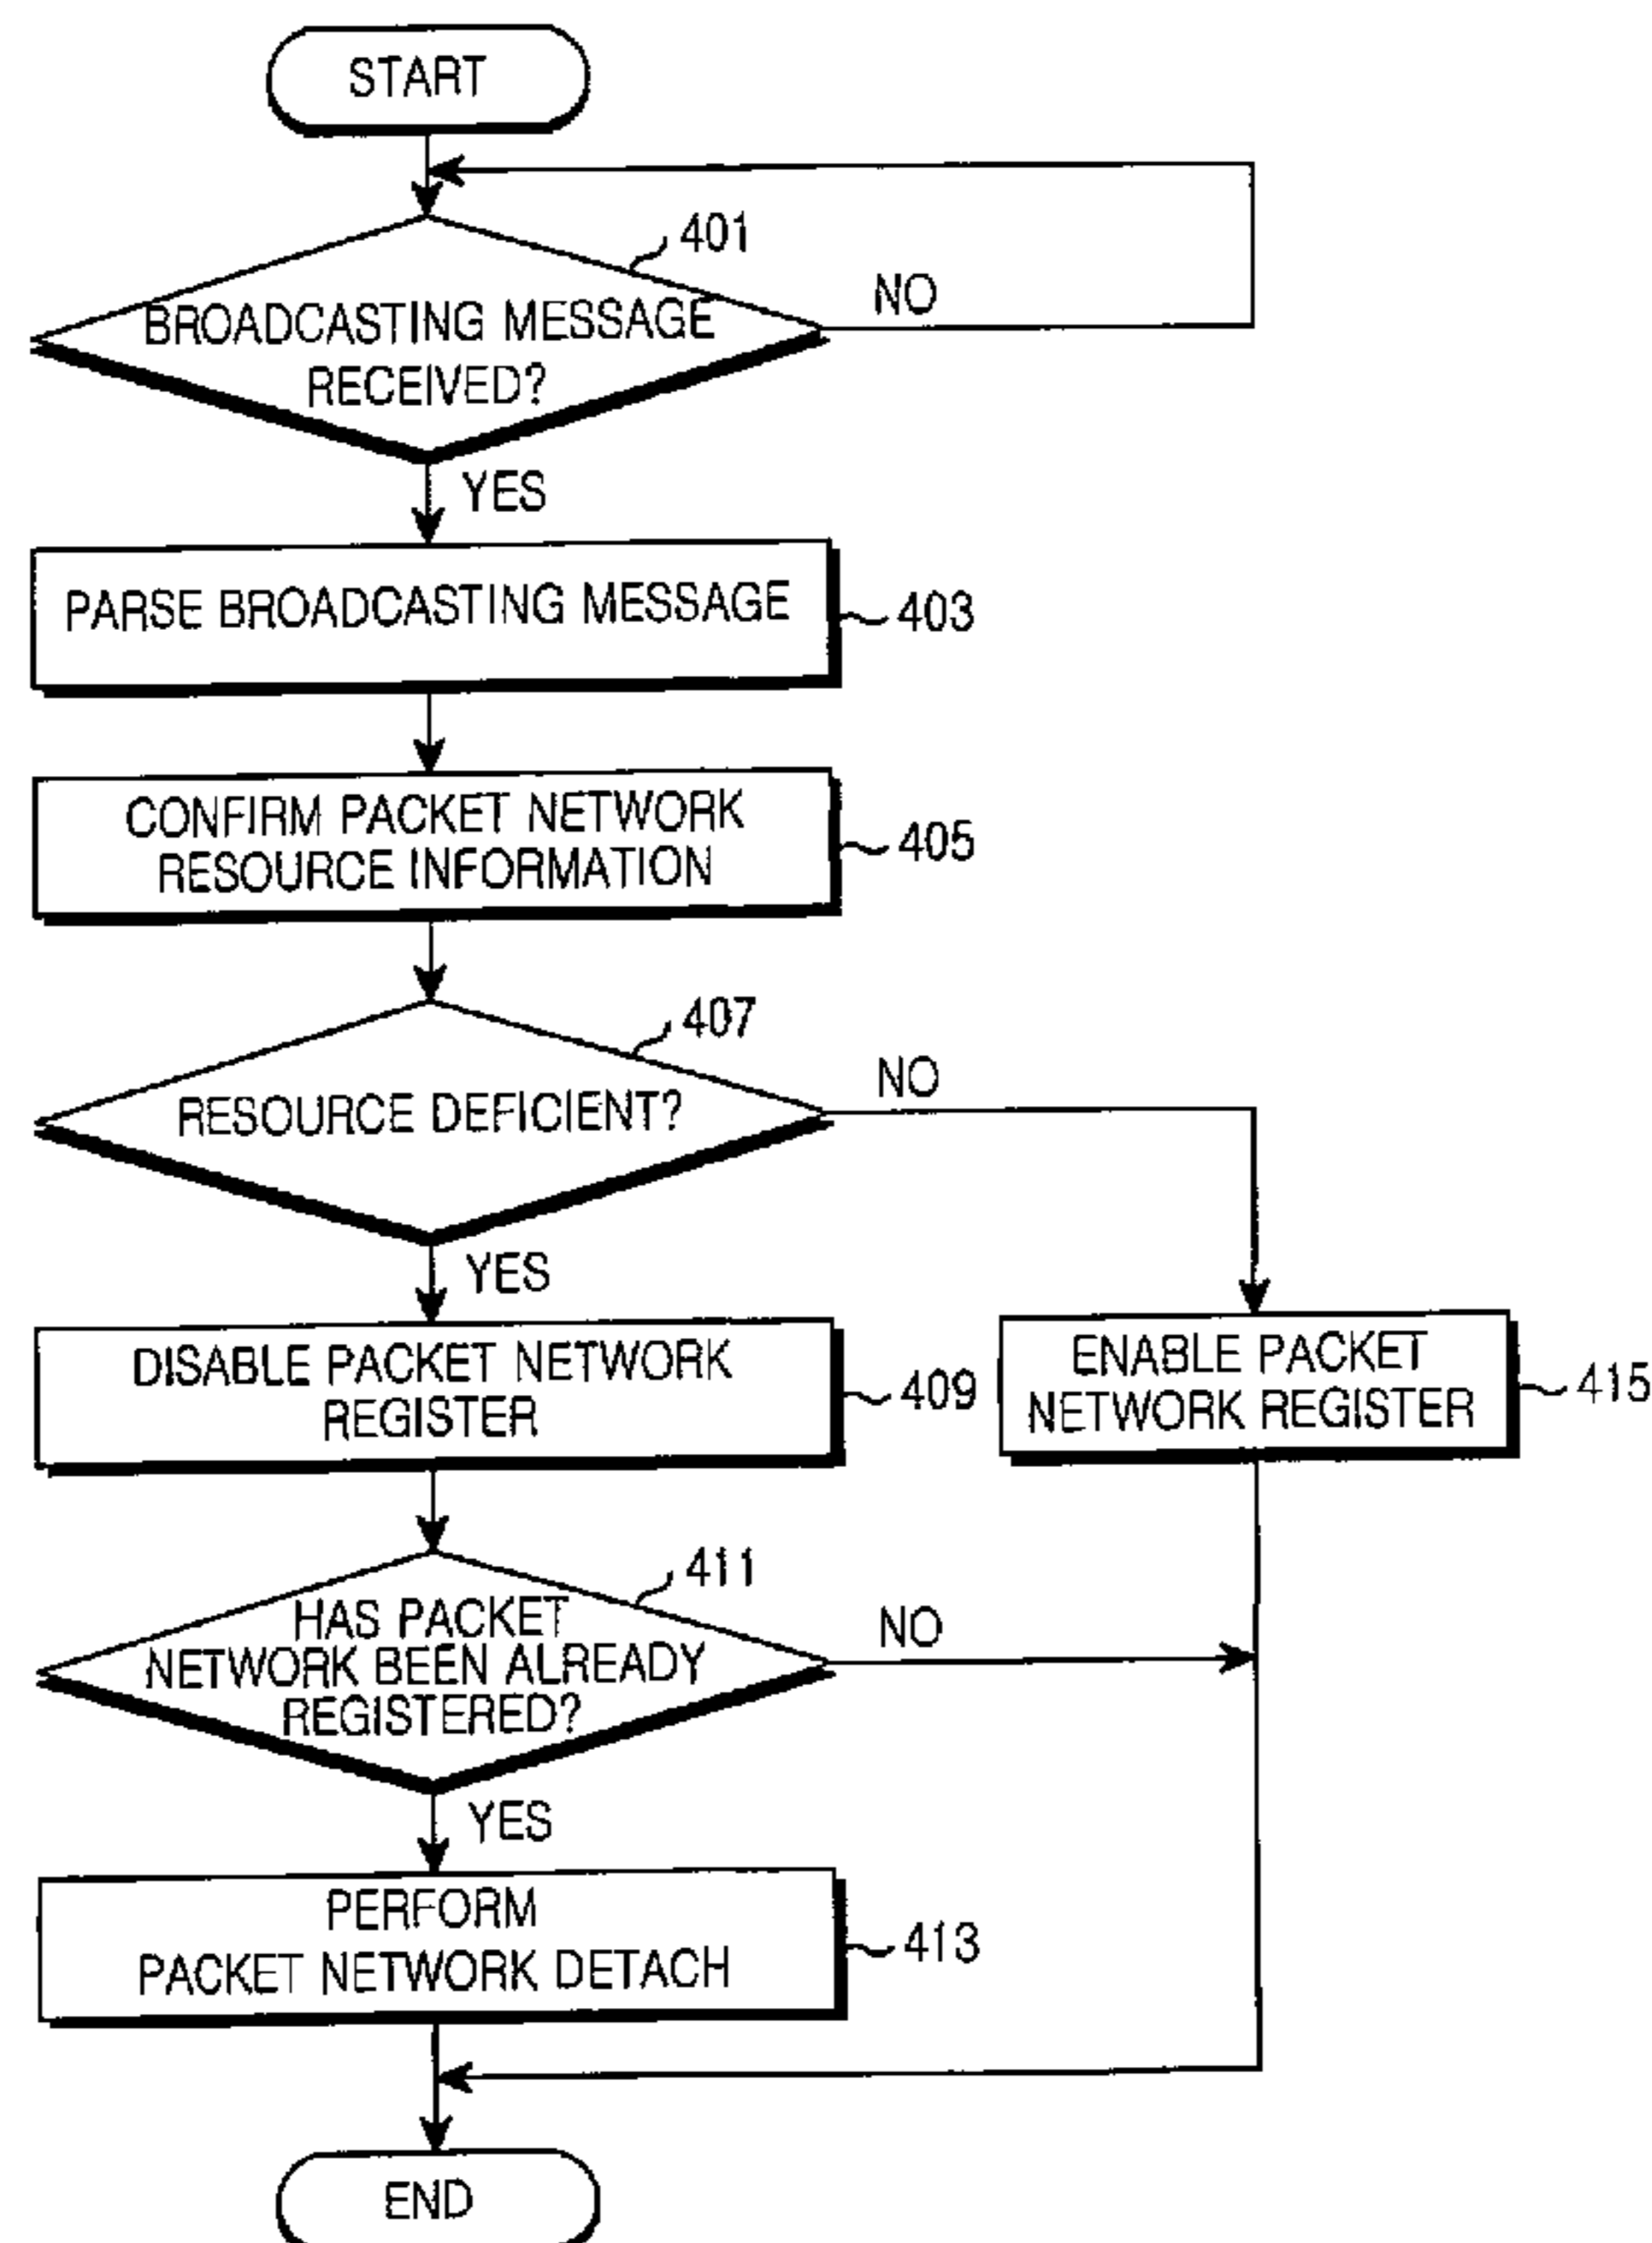 START
401
NO
BROADCASTING MESSAGE
RECEIVED?
YES
PARSE BROADCASTING MESSAGE
403
CONFIRM PACKET NETWORK
RESOURCE INFORMATION
405
407
NO
RESOURCE DEFICIENT?
YES
DISABLE PACKET NETWORK
REGISTER
409
ENABLE PACKET
NETWORK REGISTER
415
411
NO
HAS PACKET
NETWORK BEEN ALREADY
REGISTERED?
YES
PERFORM
PACKET NETWORK DETACH
413
END